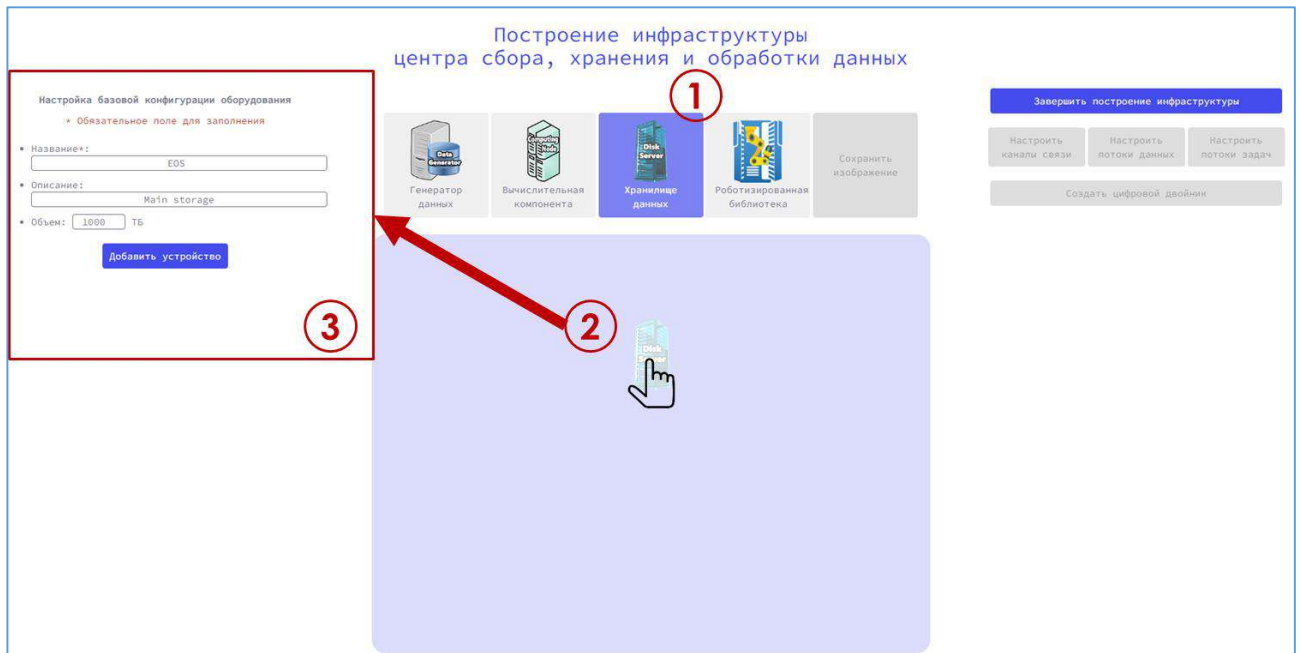 Построение инфраструктуры
центра сбора, хранения и обработки данных
Настройка базовой конфигурации оборудования
* Обязательное поле для заполнения
• Название*:
EOS
• Описание:
Main storage
• Объем: 1000 ТБ
Добавить устройство
3
1
2
Data
Generator
Генератор
данных
Computing
Node
Вычислительная
компонента
Disk
Server
Хранилище
данных
Роботизированная
библиотека
Сохранить
изображение
Disk
Server
Завершить построение инфраструктуры
Настроить
каналы связи
Настроить
потоки данных
Настроить
потоки задач
Создать цифровой двойник